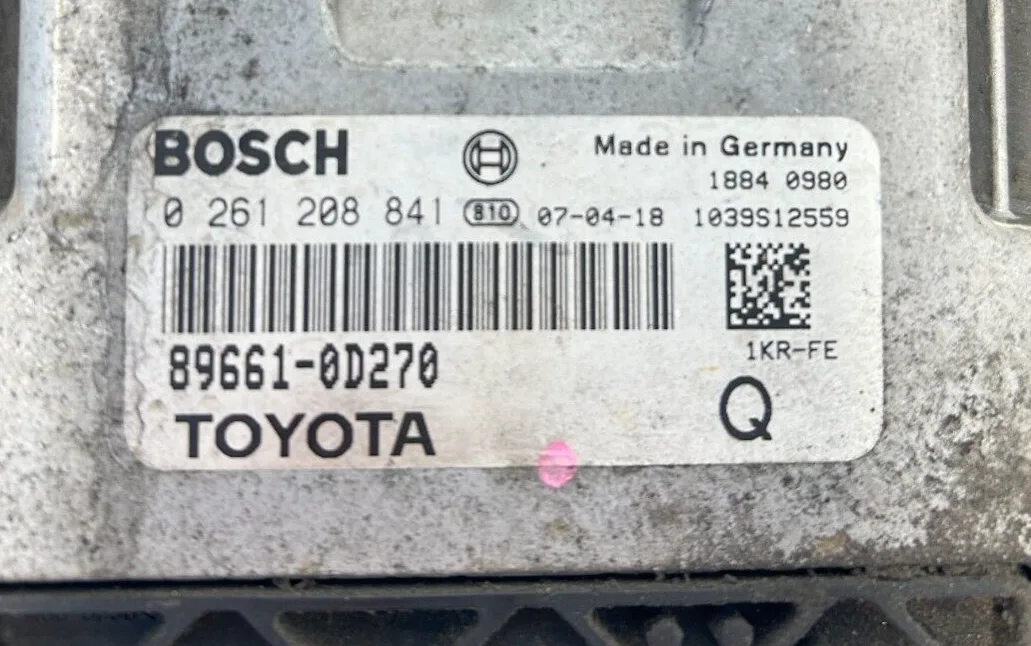 BOSCH
Made in Germany
1884 0980
0 261 208 841 810 07-04-18 1039S12559
89661-0D270
1KR-FE
TOYOTA
Q